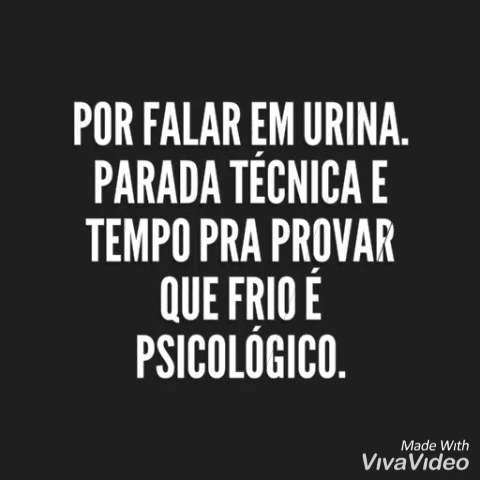 POR FALAR EM URINA.
PARADA TÉCNICA E
TEMPO PRA PROVAR
QUE FRIO É
PSICOLÓGICO.
Made With
VivaVideo